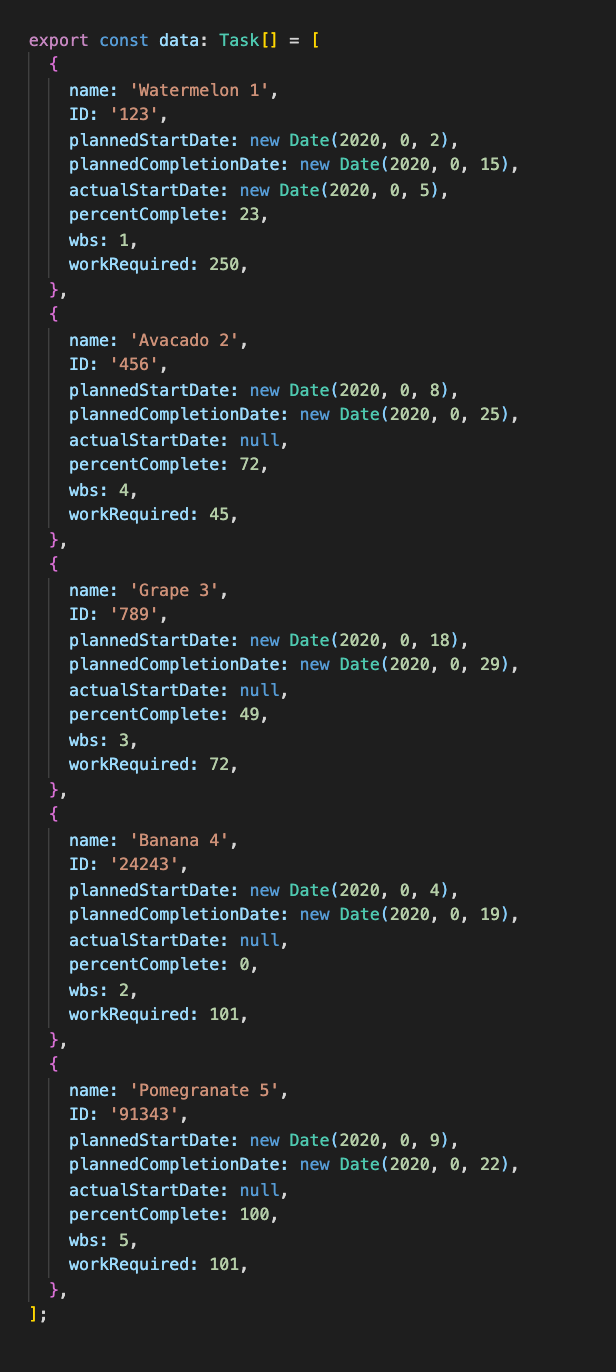 export const data: Task[] = [
  {
    name: 'Watermelon 1',
    ID: '123',
    plannedStartDate: new Date(2020, 0, 2),
    plannedCompletionDate: new Date(2020, 0, 15),
    actualStartDate: new Date(2020, 0, 5),
    percentComplete: 23,
    wbs: 1,
    workRequired: 250,
  },
  {
    name: 'Avacado 2',
    ID: '456',
    plannedStartDate: new Date(2020, 0, 8),
    plannedCompletionDate: new Date(2020, 0, 25),
    actualStartDate: null,
    percentComplete: 72,
    wbs: 4,
    workRequired: 45,
  },
  {
    name: 'Grape 3',
    ID: '789',
    plannedStartDate: new Date(2020, 0, 18),
    plannedCompletionDate: new Date(2020, 0, 29),
    actualStartDate: null,
    percentComplete: 49,
    wbs: 3,
    workRequired: 72,
  },
  {
    name: 'Banana 4',
    ID: '24243',
    plannedStartDate: new Date(2020, 0, 4),
    plannedCompletionDate: new Date(2020, 0, 19),
    actualStartDate: null,
    percentComplete: 0,
    wbs: 2,
    workRequired: 101,
  },
  {
    name: 'Pomegranate 5',
    ID: '91343',
    plannedStartDate: new Date(2020, 0, 9),
    plannedCompletionDate: new Date(2020, 0, 22),
    actualStartDate: null,
    percentComplete: 100,
    wbs: 5,
    workRequired: 101,
  },
];